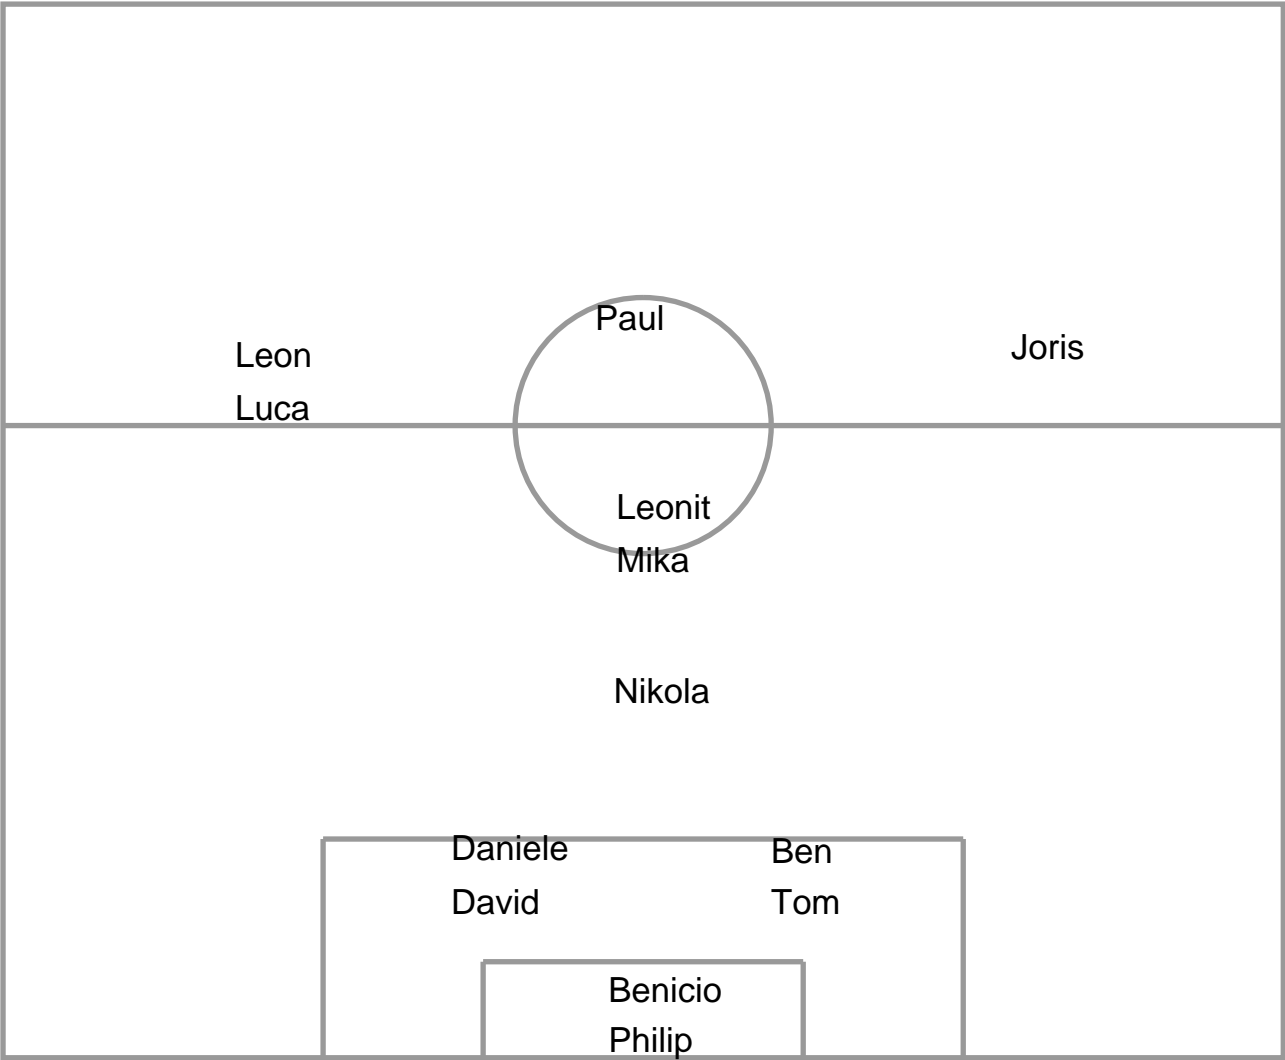 Paul
Leon
Joris
Luca
Leonit
Mika
Nikola
Daniele
Ben
David
Tom
Benicio
Philip